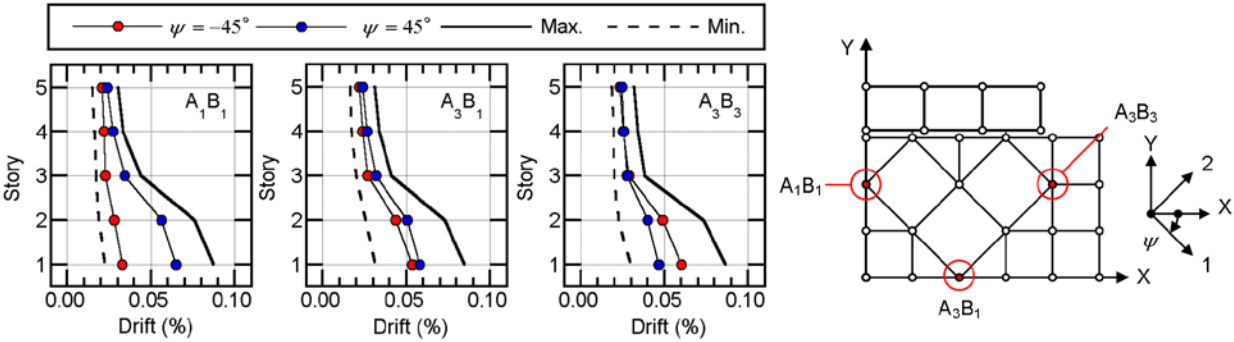 ψ = −45° ψ = 45° Max. Min.
A₁B₁ A₃B₁ A₃B₃
5 5 5
4 4 4
3 3 3
2 2 2
1 1 1
Story Story Story
0.00 0.05 0.10 0.00 0.05 0.10 0.00 0.05 0.10
Drift (%) Drift (%) Drift (%)
Y
A₃B₃
Y 2
A₁B₁
X
ψ
1
X
A₃B₁